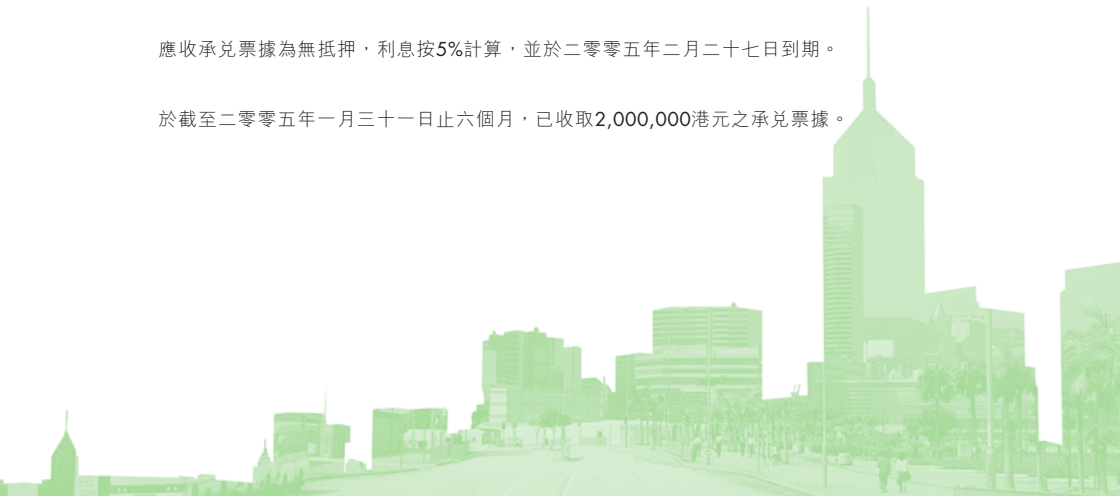 應收承兑票據為無抵押，利息按5%計算，並於二零零五年二月二十七日到期。
於截至二零零五年一月三十一日止六個月，已收取2,000,000港元之承兑票據。